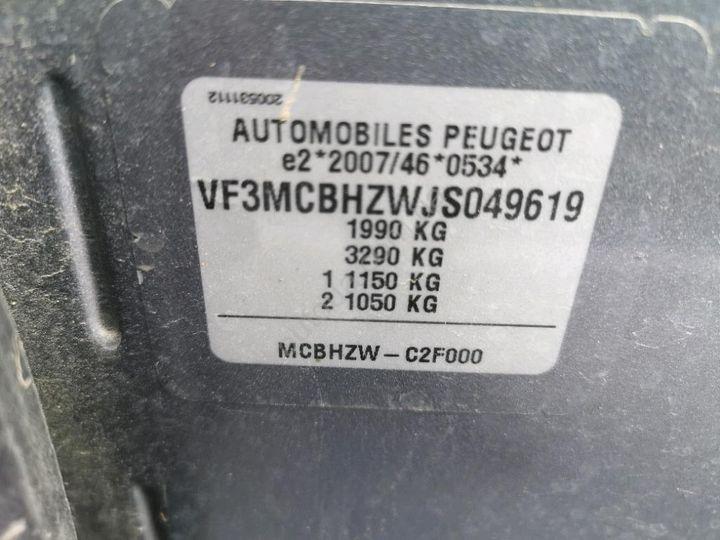 200531112
AUTOMOBILES PEUGEOT
e2*2007/46*0534*
VF3MCBHZWJS049619
1990 KG
3290 KG
1 1150 KG
2 1050 KG
MCBHZW - C2F000